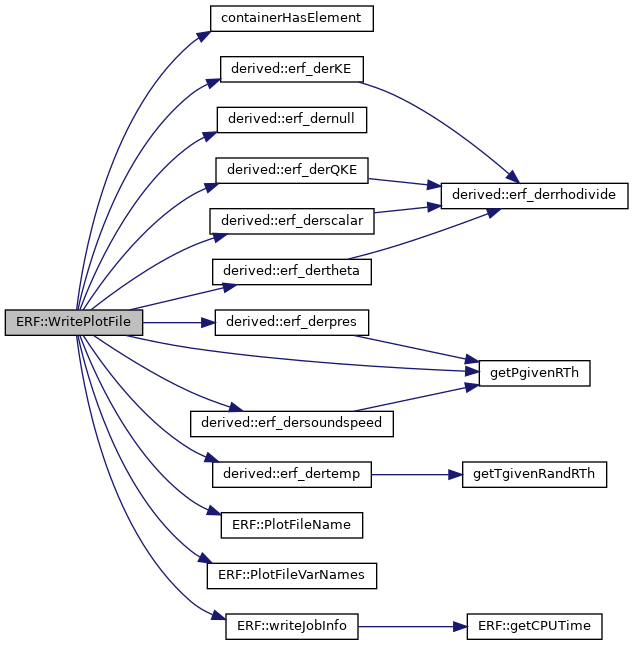 containerHasElement
derived::erf_derKE
derived::erf_dernull
derived::erf_derQKE
derived::erf_derrhodivide
derived::erf_derscalar
derived::erf_dertheta
ERF::WritePlotFile
derived::erf_derpres
getPgivenRTh
derived::erf_dersoundspeed
derived::erf_dertemp
getTgivenRandRTh
ERF::PlotFileName
ERF::PlotFileVarNames
ERF::writeJobInfo
ERF::getCPUTime